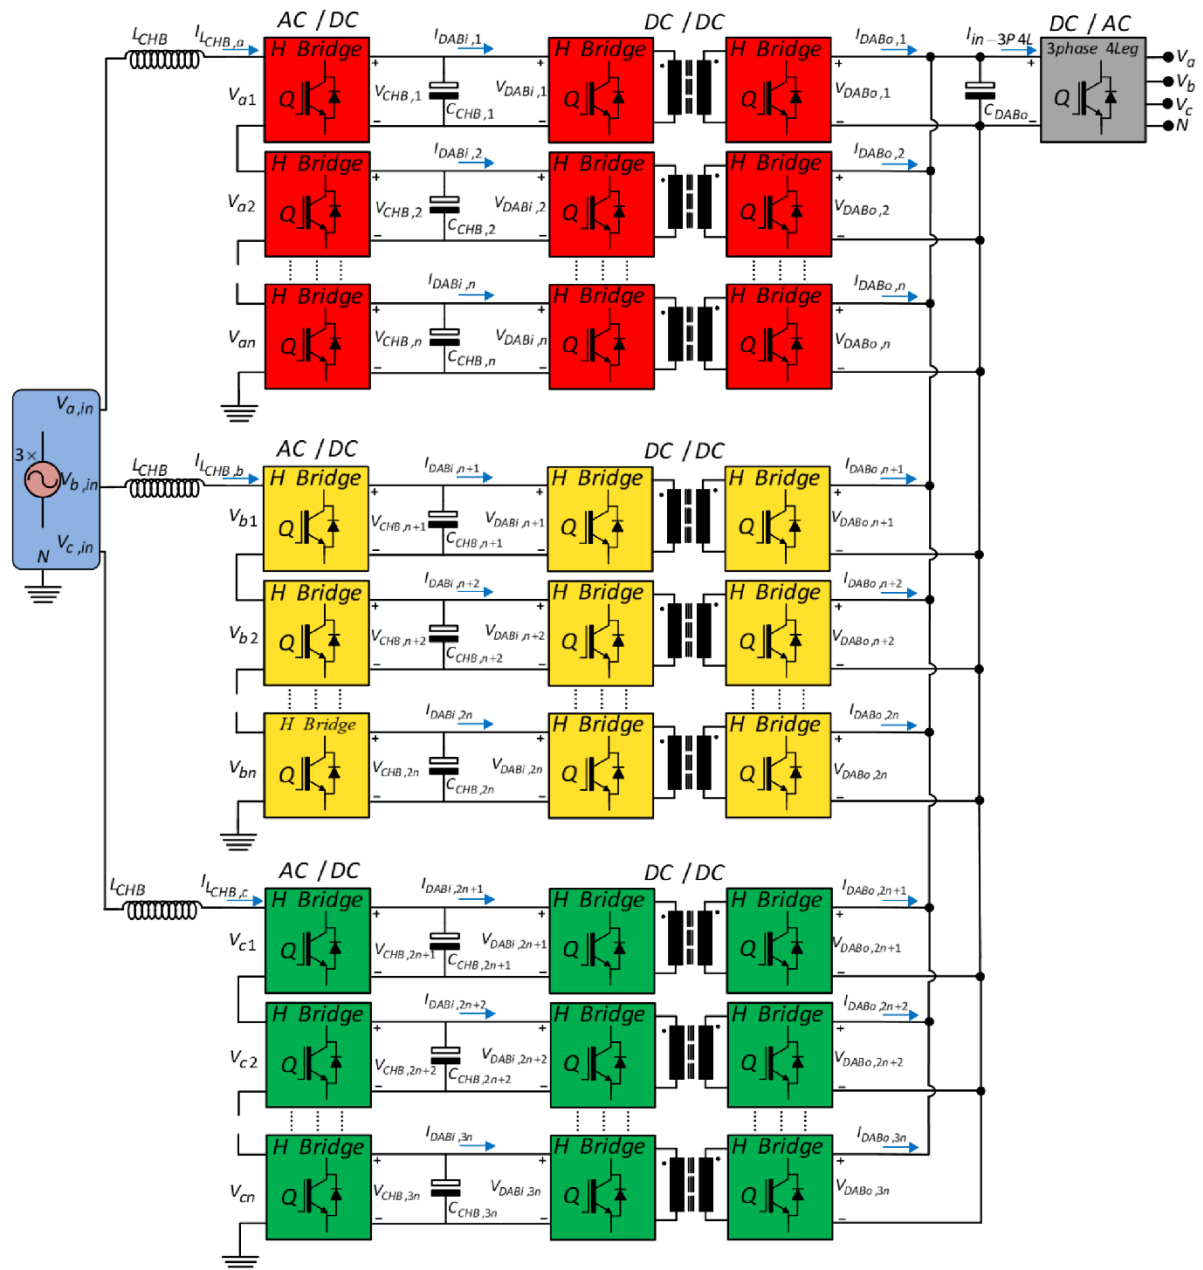 AC / DC
DC / DC
DC / AC
L_CHB
I_L_CHB,a
I_DABi,1
I_DABo,1
I_in-3P4L
H Bridge
H Bridge
H Bridge
3phase 4Leg
V_a1
Q
V_CHB,1
C_CHB,1
V_DABi,1
Q
Q
V_DABo,1
C_DABo
Q
V_a
V_b
V_c
N
I_DABi,2
I_DABo,2
H Bridge
H Bridge
H Bridge
V_a2
Q
V_CHB,2
C_CHB,2
V_DABi,2
Q
Q
V_DABo,2
I_DABi,n
I_DABo,n
H Bridge
H Bridge
H Bridge
V_an
Q
V_CHB,n
C_CHB,n
V_DABi,n
Q
Q
V_DABo,n
V_a,in
3×
V_b,in
V_c,in
N
AC / DC
DC / DC
L_CHB
I_L_CHB,b
I_DABi,n+1
I_DABo,n+1
H Bridge
H Bridge
H Bridge
V_b1
Q
V_CHB,n+1
C_CHB,n+1
V_DABi,n+1
Q
Q
V_DABo,n+1
I_DABi,n+2
I_DABo,n+2
H Bridge
H Bridge
H Bridge
V_b2
Q
V_CHB,n+2
C_CHB,n+2
V_DABi,n+2
Q
Q
V_DABo,n+2
I_DABi,2n
I_DABo,2n
H Bridge
H Bridge
H Bridge
V_bn
Q
V_CHB,2n
C_CHB,2n
V_DABi,2n
Q
Q
V_DABo,2n
AC / DC
DC / DC
L_CHB
I_L_CHB,c
I_DABi,2n+1
I_DABo,2n+1
H Bridge
H Bridge
H Bridge
V_c1
Q
V_CHB,2n+1
C_CHB,2n+1
V_DABi,2n+1
Q
Q
V_DABo,2n+1
I_DABi,2n+2
I_DABo,2n+2
H Bridge
H Bridge
H Bridge
V_c2
Q
V_CHB,2n+2
C_CHB,2n+2
V_DABi,2n+2
Q
Q
V_DABo,2n+2
I_DABi,3n
I_DABo,3n
H Bridge
H Bridge
H Bridge
V_cn
Q
V_CHB,3n
C_CHB,3n
V_DABi,3n
Q
Q
V_DABo,3n